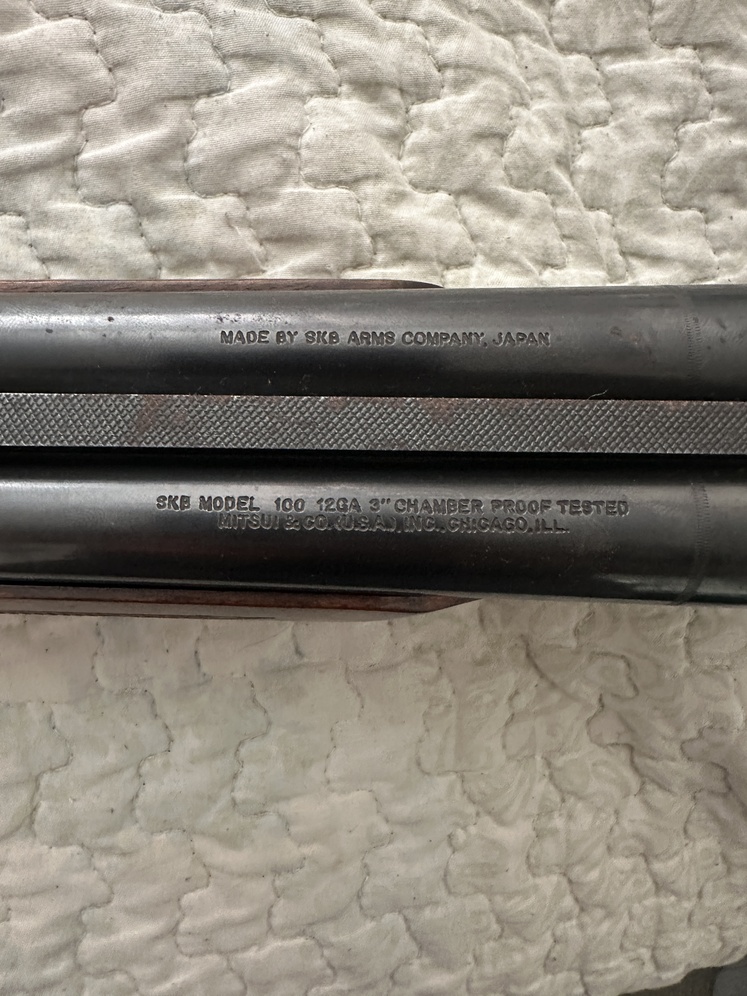 MADE BY SKB ARMS COMPANY, JAPAN
SKB MODEL 100 12GA 3" CHAMBER PROOF TESTED
MITSUI & CO. (U.S.A.) INC. CHICAGO, ILL.